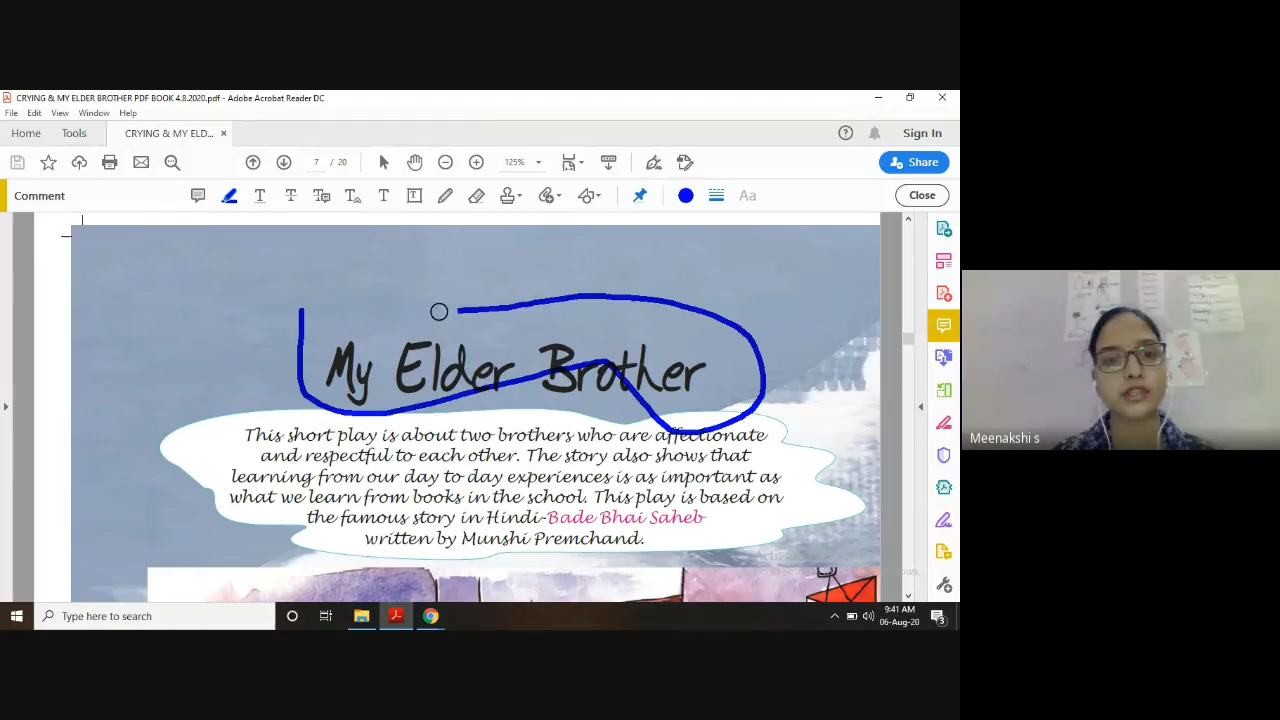 CRYING & MY ELDER BROTHER PDF BOOK 4.8.2020.pdf - Adobe Acrobat Reader DC
File Edit View Window Help
Home Tools CRYING & MY ELD... × Sign In
7 / 20 125% Share
Comment Aa Close
My Elder Brother
This short play is about two brothers who are affectionate
and respectful to each other. The story also shows that
learning from our day to day experiences is as important as
what we learn from books in the school. This play is based on
the famous story in Hindi-Bade Bhai Saheb
written by Munshi Premchand.
Meenakshi s
Type here to search
9:41 AM
06-Aug-20
3